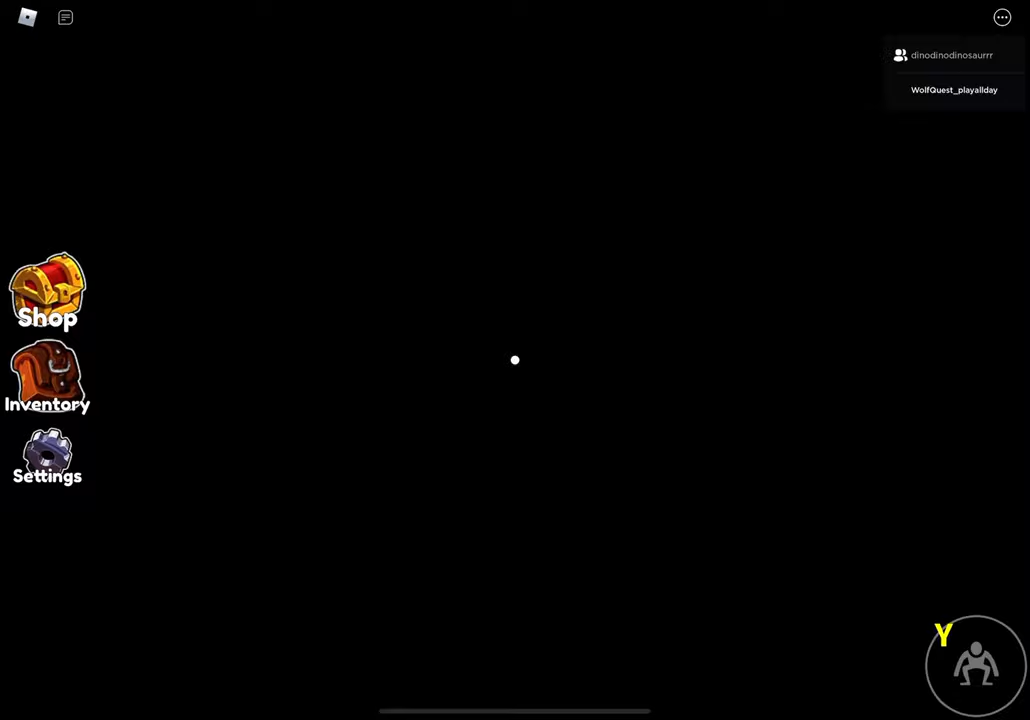 dinodinodinosaurrr
WolfQuest_playallday
Shop
Inventory
Settings
Y